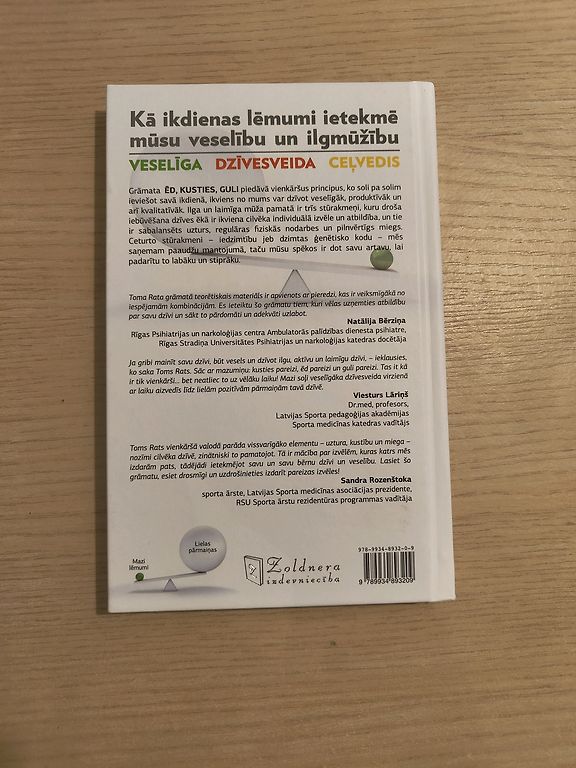 Kā ikdienas lēmumi ietekmē
mūsu veselību un ilgmūžību
VESELĪGA DZĪVESVEIDA CEĻVEDIS
Grāmata ĒD, KUSTIES, GULI piedāvā vienkāršus principus, ko soli pa solim
ieviešot savā ikdienā, ikviens no mums var dzīvot veselīgāk, produktīvāk un
arī kvalitatīvāk. Ilga un laimīga mūža pamatā ir trīs stūrakmeņi, kuru droša
iebūvēšana dzīves ēkā ir ikviena cilvēka individuālā izvēle un atbildība, un tie
ir sabalansēts uzturs, regulāras fiziskās nodarbes un pilnvērtīgs miegs.
Ceturto stūrakmeni – iedzimtību jeb dzimtas ģenētisko kodu – mēs
saņemam paaudžu mantojumā, taču mūsu spēkos ir dot savu artavu, lai
padarītu to labāku un stiprāku.
Toma Rata grāmatā teorētiskais materiāls ir apvienots ar pieredzi, kas ir veiksmīgākā no
iespējamām kombinācijām. Es ieteiktu šo grāmatu tiem, kuri vēlas uzņemties atbildību
par savu dzīvi un sākt to pārdomāti un adekvāti uzlabot.
Natālija Bērziņa,
Rīgas Psihiatrijas un narkoloģijas centra Ambulatorās palīdzības dienesta psihiatre,
Rīgas Stradiņa Universitātes Psihiatrijas un narkoloģijas katedras docētāja
Ja gribi mainīt savu dzīvi, būt vesels un dzīvot ilgu, aktīvu un laimīgu dzīvi, – ieklausies,
ko saka Toms Rats. Sāc ar mazumiņu: kusties pareizi, ēd pareizi un guli pareizi. Tas it kā
ir tik vienkārši... bet neatliec to uz vēlāku laiku! Mazi soļi veselīgāka dzīvesveida virzienā
ar laiku aizvedīs līdz lielām pozitīvām pārmaiņām tavā dzīvē.
Viesturs Lāriņš
Dr.med, profesors,
Latvijas Sporta pedagoģijas akadēmijas
Sporta medicīnas katedras vadītājs
Toms Rats vienkāršā valodā parāda vissvarīgāko elementu – uztura, kustību un miega –
nozīmi cilvēka dzīvē, zinātniski to pamatojot. Tā ir mācība par izvēlēm, kuras katrs mēs
izdarām pats, tādējādi ietekmējot savu un savu bērnu dzīvi un veselību. Lasiet šo
grāmatu, esiet drosmīgi un uzdrošinieties izdarīt pareizas izvēles!
Sandra Rozenštoka
sporta ārste, Latvijas Sporta medicīnas asociācijas prezidente,
RSU Sporta ārstu rezidentūras programmas vadītāja
Lielas
pārmaiņas
Mazi
lēmumi
Zoldnera
izdevniecība
978-9934-8932-0-9
9 789934 893209